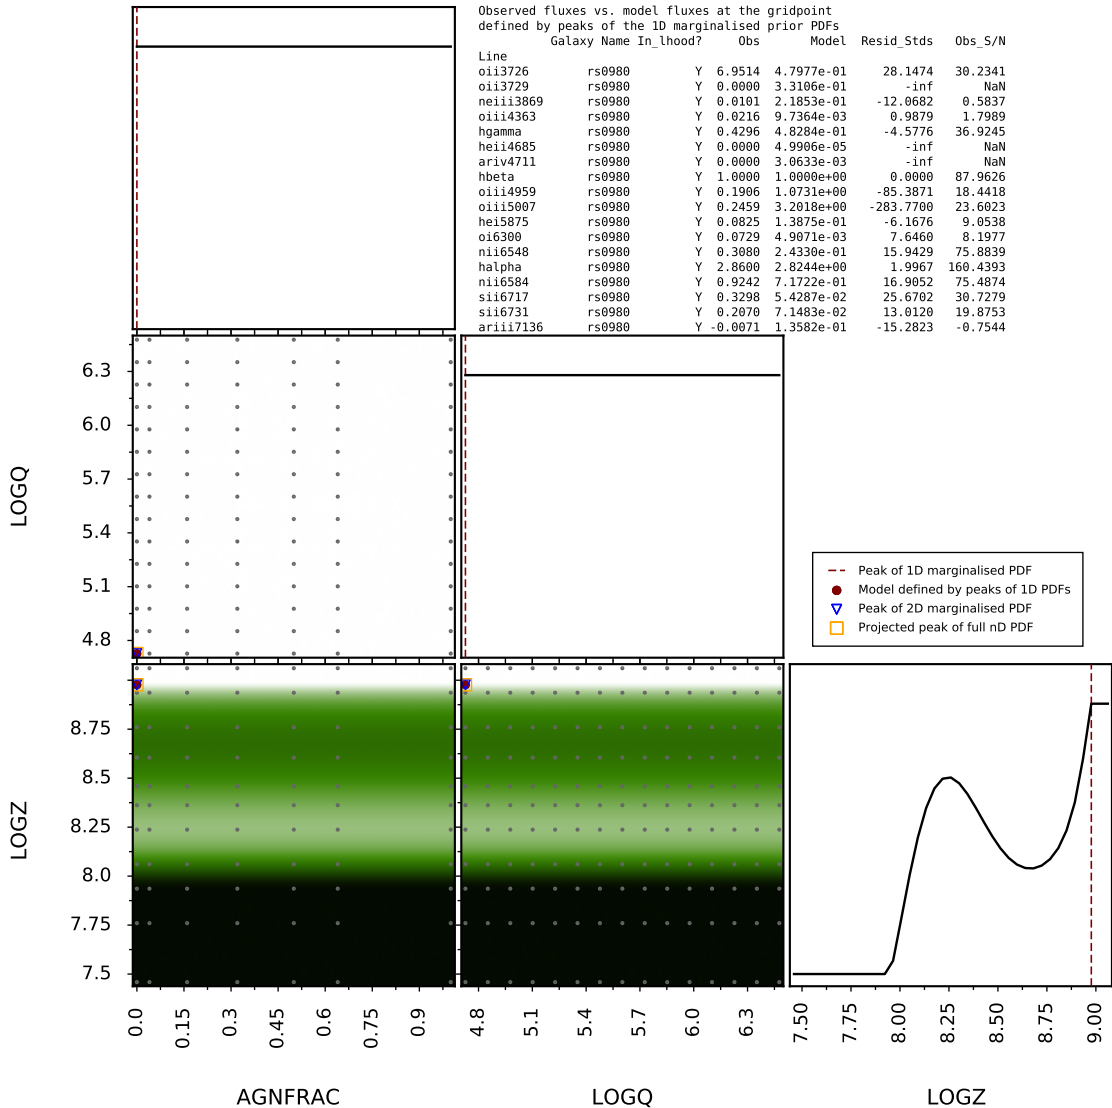 Observed fluxes vs. model fluxes at the gridpoint
defined by peaks of the 1D marginalised prior PDFs
Galaxy Name In_lhood? Obs Model Resid_Stds Obs_S/N
Line
oii3726 rs0980 Y 6.9514 4.7977e-01 28.1474 30.2341
oii3729 rs0980 Y 0.0000 3.3106e-01 -inf NaN
neiii3869 rs0980 Y 0.0101 2.1853e-01 -12.0682 0.5837
oiii4363 rs0980 Y 0.0216 9.7364e-03 0.9879 1.7989
hgamma rs0980 Y 0.4296 4.8284e-01 -4.5776 36.9245
heii4685 rs0980 Y 0.0000 4.9906e-05 -inf NaN
ariv4711 rs0980 Y 0.0000 3.0633e-03 -inf NaN
hbeta rs0980 Y 1.0000 1.0000e+00 0.0000 87.9626
oiii4959 rs0980 Y 0.1906 1.0731e+00 -85.3871 18.4418
oiii5007 rs0980 Y 0.2459 3.2018e+00 -283.7700 23.6023
hei5875 rs0980 Y 0.0825 1.3875e-01 -6.1676 9.0538
oi6300 rs0980 Y 0.0729 4.9071e-03 7.6460 8.1977
nii6548 rs0980 Y 0.3080 2.4330e-01 15.9429 75.8839
halpha rs0980 Y 2.8600 2.8244e+00 1.9967 160.4393
nii6584 rs0980 Y 0.9242 7.1722e-01 16.9052 75.4874
sii6717 rs0980 Y 0.3298 5.4287e-02 25.6702 30.7279
sii6731 rs0980 Y 0.2070 7.1483e-02 13.0120 19.8753
ariii7136 rs0980 Y -0.0071 1.3582e-01 -15.2823 -0.7544
6.3
6.0
5.7
5.4
5.1
4.8
LOGQ
Peak of 1D marginalised PDF
Model defined by peaks of 1D PDFs
Peak of 2D marginalised PDF
Projected peak of full nD PDF
8.75
8.5
8.25
8.0
7.75
7.5
LOGZ
0.0 0.15 0.3 0.45 0.6 0.75 0.9
4.8 5.1 5.4 5.7 6.0 6.3
7.50 7.75 8.00 8.25 8.50 8.75 9.00
AGNFRAC LOGQ LOGZ